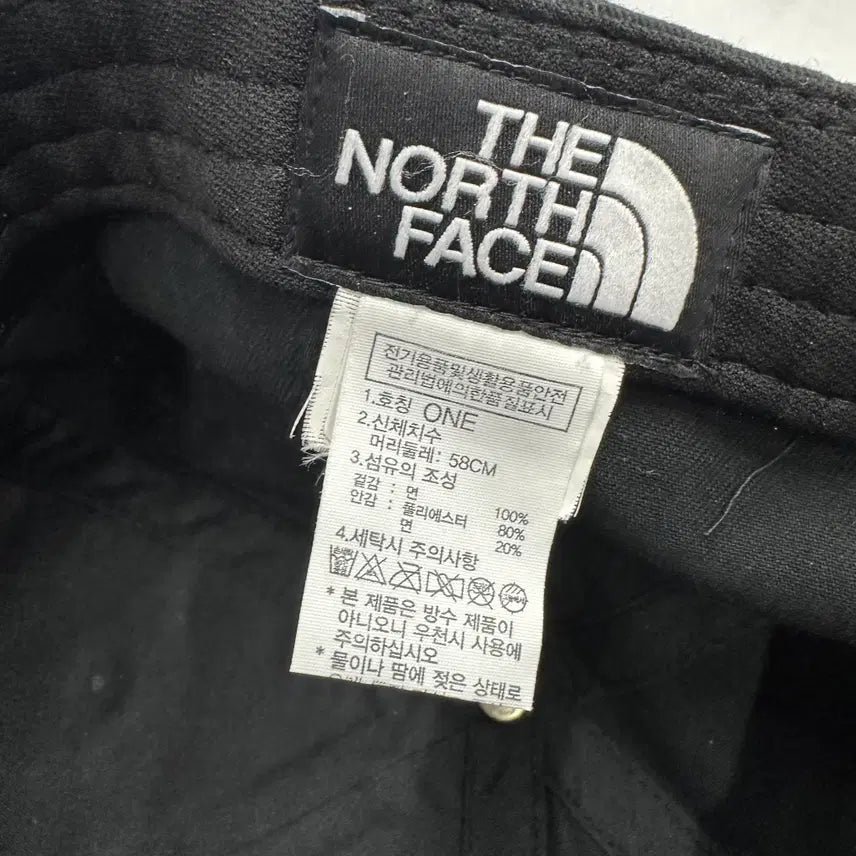 THE
NORTH
FACE
전기용품및생활용품안전
관리법에의한품질표시
1.호칭 ONE
2.신체치수
머리둘레: 58CM
3.섬유의 조성
겉감 : 면 100%
안감 : 폴리에스터 80%
면 20%
4.세탁시 주의사항
* 본 제품은 방수 제품이
아니오니 우천시 사용에
주의하십시오
* 물이나 땀에 젖은 상태로